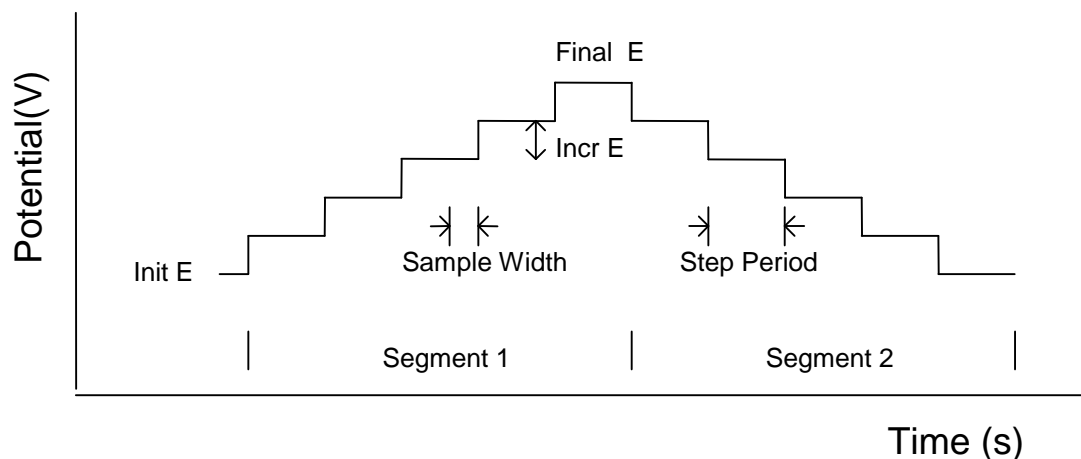 Final E
Potential(V)
Incr E
Sample Width
Step Period
Init E
Segment 1
Segment 2
Time (s)